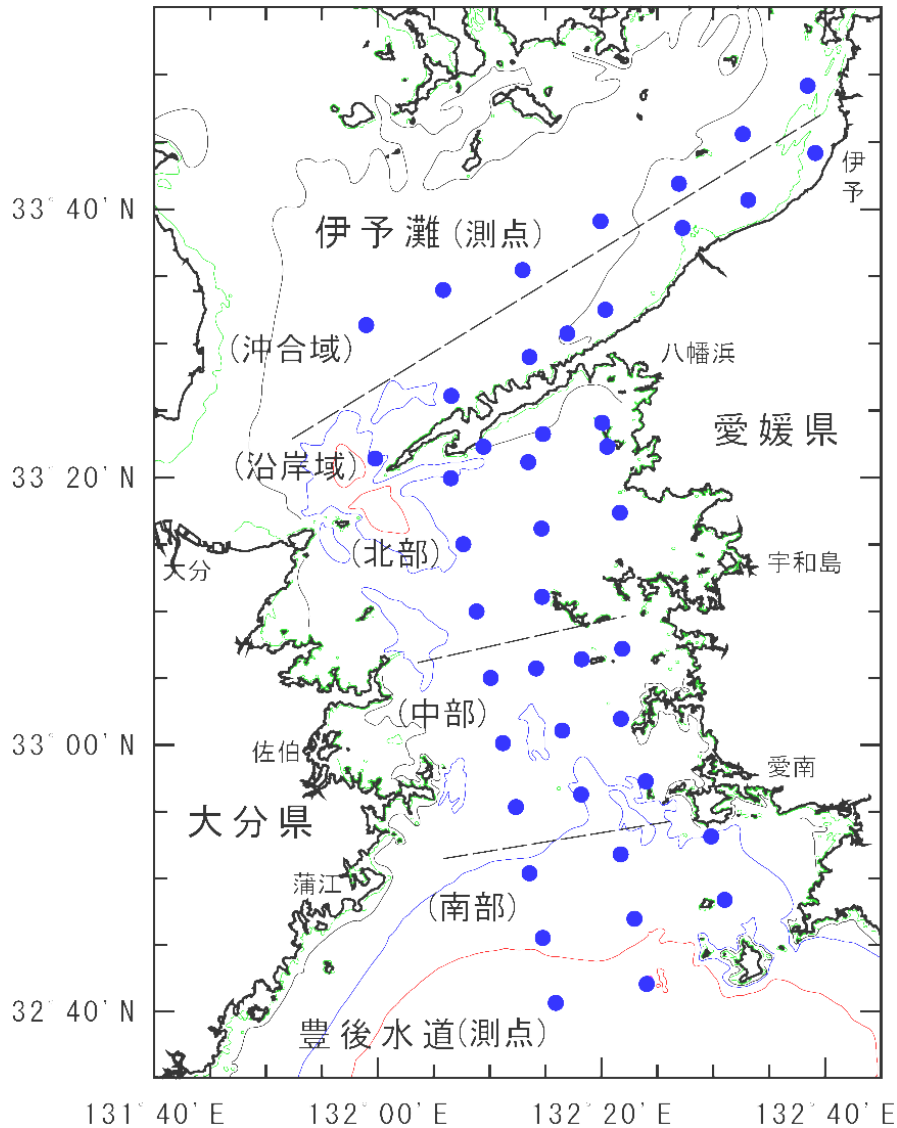 伊予
33°40'N
伊予灘(測点)
(沖合域)
八幡浜
愛媛県
(沿岸域)
33°20'N
(北部)
大分
宇和島
(中部)
33°00'N
佐伯
愛南
大分県
蒲江
(南部)
32°40'N
豊後水道(測点)
131°40'E
132°00'E
132°20'E
132°40'E